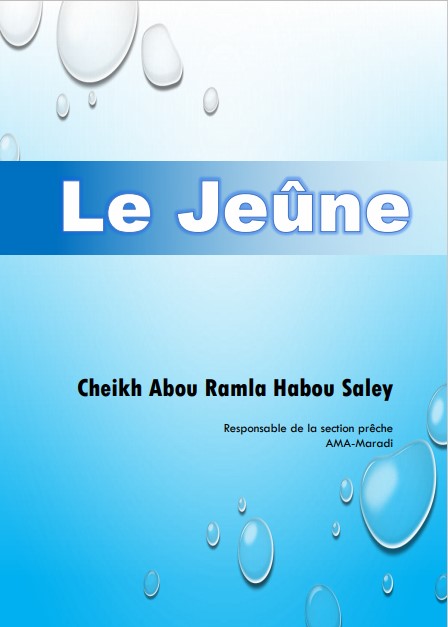 Le Jeûne
Cheikh Abou Ramla Habou Saley
Responsable de la section prêche
AMA-Maradi